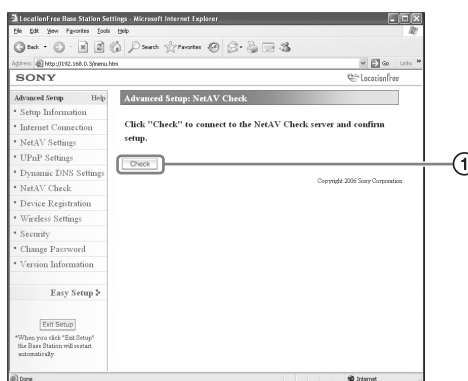 LocationFree Base Station Setup Settings - Microsoft Internet Explorer
File Edit View Favorites Tools Help
Back Search Favorites
Address http://192.168.0.3/menu.htm Go Links »
SONY LocationFree
Advanced Setup Help
Advanced Setup: NetAV Check
• Setup Information
• Internet Connection
• NetAV Settings
• UPnP Settings
• Dynamic DNS Settings
• NetAV Check
• Device Registration
• Wireless Settings
• Security
• Change Password
• Version Information
Easy Setup
Exit Setup
*When you click "Exit Setup"
the Base Station will restart
automatically.
Click "Check" to connect to the NetAV Check server and confirm
setup.
Check
1
Copyright 2006 Sony Corporation
Done Internet